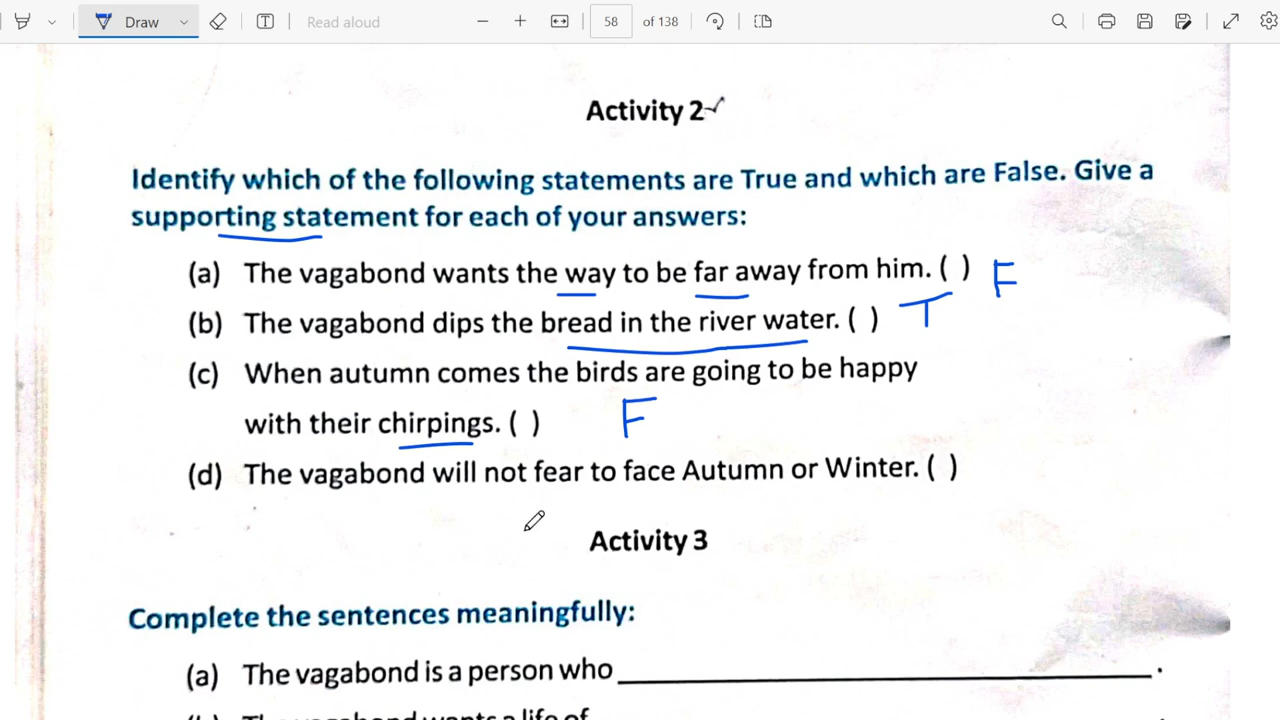 Draw
Read aloud
58 of 138
Activity 2
Identify which of the following statements are True and which are False. Give a
supporting statement for each of your answers:
(a) The vagabond wants the way to be far away from him. ( ) F
(b) The vagabond dips the bread in the river water. ( ) T
(c) When autumn comes the birds are going to be happy
with their chirpings. ( ) F
(d) The vagabond will not fear to face Autumn or Winter. ( )
Activity 3
Complete the sentences meaningfully:
(a) The vagabond is a person who ______.